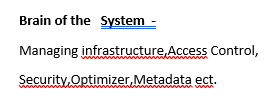 Brain of the System -
Managing infrastructure,Access Control,
Security,Optimizer,Metadata ect.